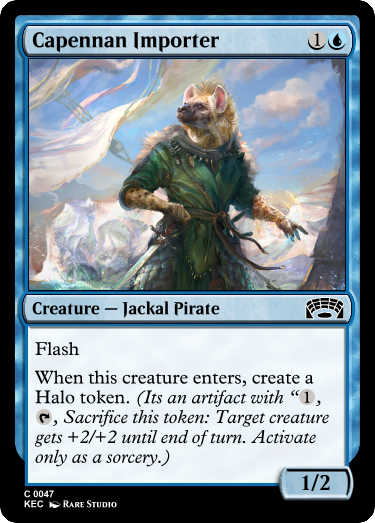 Capennan Importer 1
Creature — Jackal Pirate
Flash
When this creature enters, create a
Halo token. (Its an artifact with “1,
, Sacrifice this token: Target creature
gets +2/+2 until end of turn. Activate
only as a sorcery.)
1/2
C 0047
KEC Rare Studio